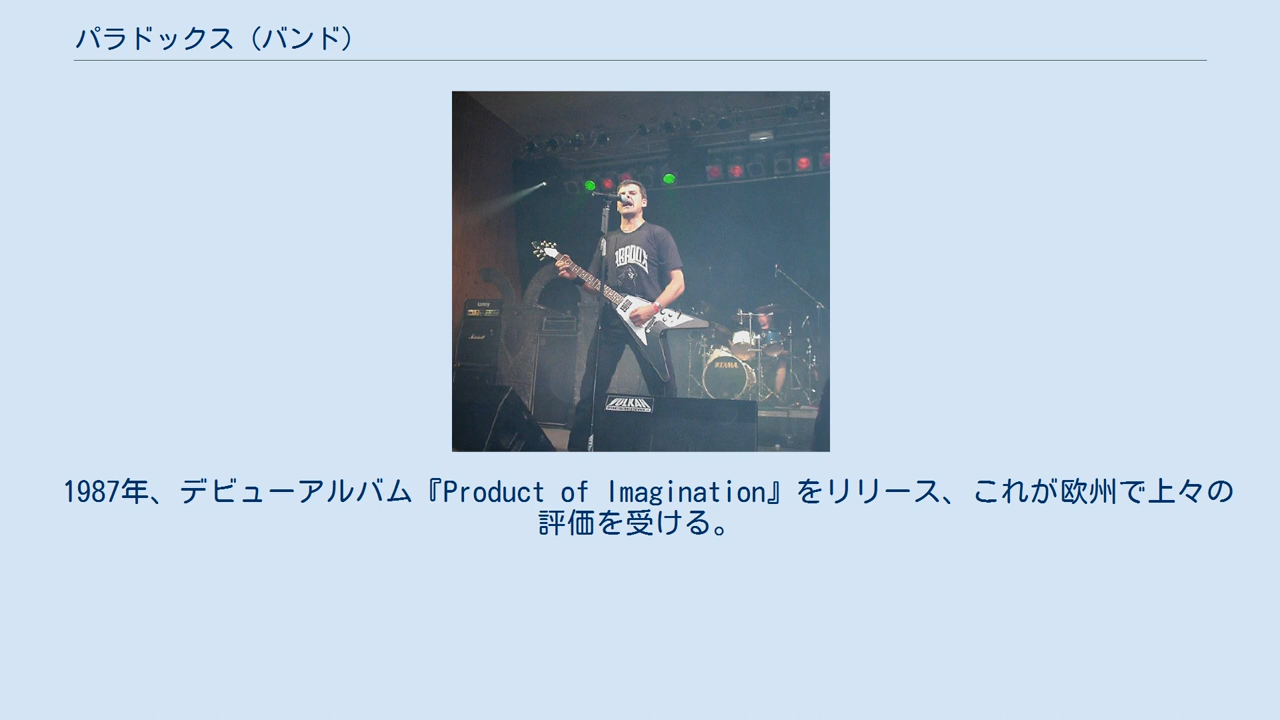 パラドックス（バンド）
TAMA
VULKAN
1987年、デビューアルバム『Product of Imagination』をリリース、これが欧州で上々の
評価を受ける。